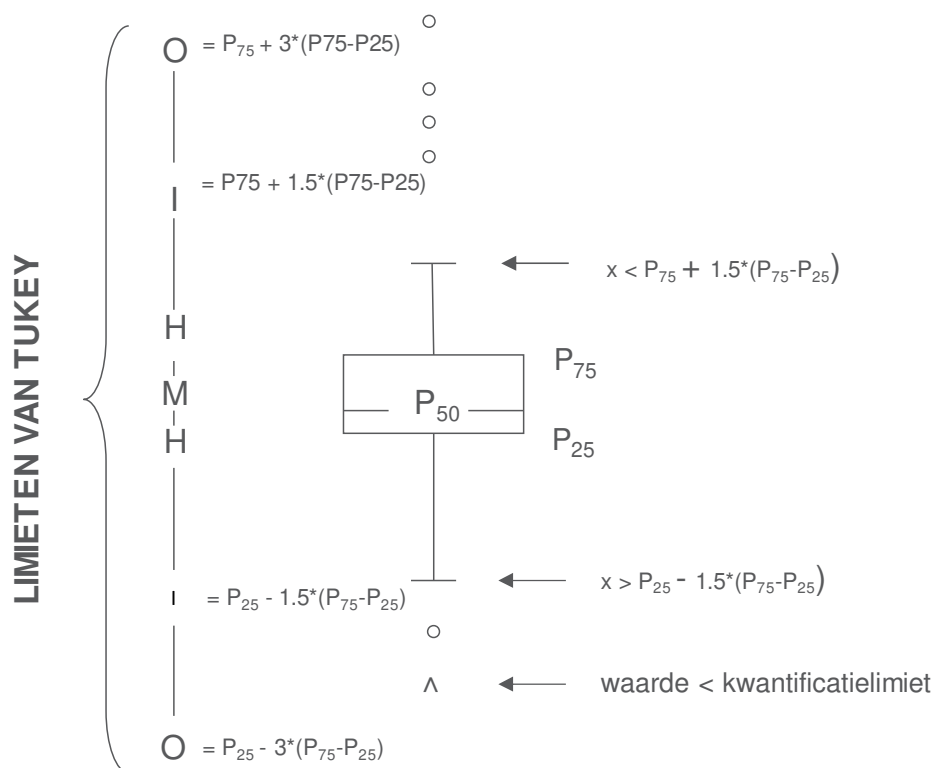 LIMIETEN VAN TUKEY
O = P75 + 3*(P75-P25)
I = P75 + 1.5*(P75-P25)
H
M
H
I = P25 - 1.5*(P75-P25)
O = P25 - 3*(P75-P25)
x < P75 + 1.5*(P75-P25)
P75
P50
P25
x > P25 - 1.5*(P75-P25)
^ waarde < kwantificatielimiet